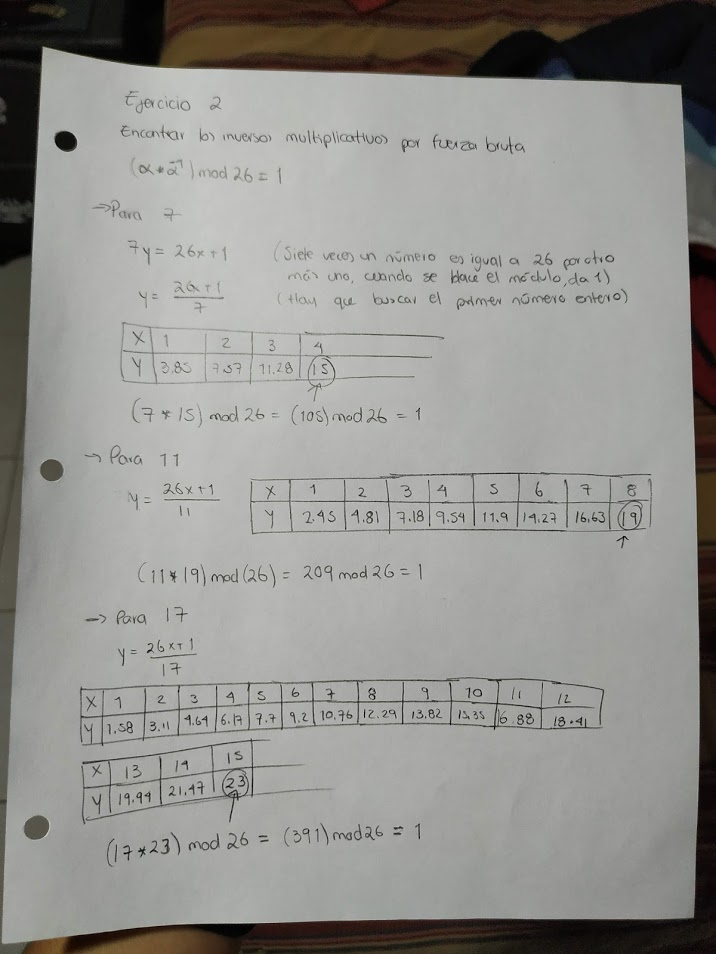 Ejercicio 2
Encontrar los inversos multiplicativos por fuerza bruta
(α * α⁻¹) mod 26 = 1
→ Para 7
7y = 26x + 1 (Siete veces un número es igual a 26 por otro
más uno, cuando se hace el módulo, da 1)
y = 26x + 1 / 7 (Hay que buscar el primer número entero)
X 1 2 3 4
Y 3.85 7.57 11.28 15
(7 * 15) mod 26 = (105) mod 26 = 1
→ Para 11
y = 26x + 1 / 11
X 1 2 3 4 5 6 7 8
Y 2.45 4.81 7.18 9.54 11.9 14.27 16.63 19
(11 * 19) mod (26) = 209 mod 26 = 1
→ Para 17
y = 26x + 1 / 17
X 1 2 3 4 5 6 7 8 9 10 11 12
Y 1.58 3.11 4.64 6.17 7.7 9.2 10.76 12.29 13.82 15.35 16.88 18.41
X 13 14 15
Y 19.94 21.47 23
(17 * 23) mod 26 = (391) mod 26 = 1